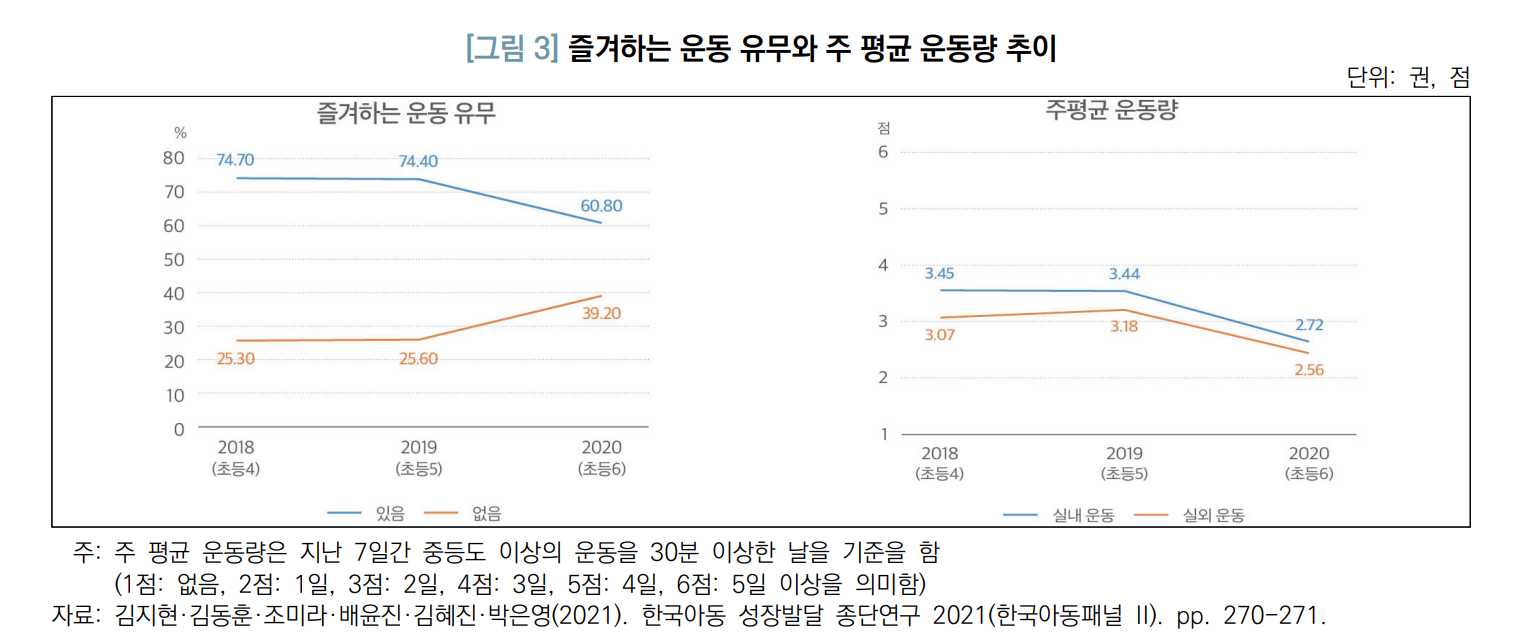 [그림 3] 즐겨하는 운동 유무와 주 평균 운동량 추이
단위: 권, 점
즐겨하는 운동 유무
%
80
70
60
50
40
30
20
10
0
74.70
74.40
60.80
25.30
25.60
39.20
2018
(초등4)
2019
(초등5)
2020
(초등6)
있음
없음
주평균 운동량
점
6
5
4
3
2
1
3.45
3.44
2.72
3.07
3.18
2.56
2018
(초등4)
2019
(초등5)
2020
(초등6)
실내 운동
실외 운동
주: 주 평균 운동량은 지난 7일간 중등도 이상의 운동을 30분 이상한 날을 기준을 함
(1점: 없음, 2점: 1일, 3점: 2일, 4점: 3일, 5점: 4일, 6점: 5일 이상을 의미함)
자료: 김지현·김동훈·조미라·배윤진·김혜진·박은영(2021). 한국아동 성장발달 종단연구 2021(한국아동패널 II). pp. 270-271.